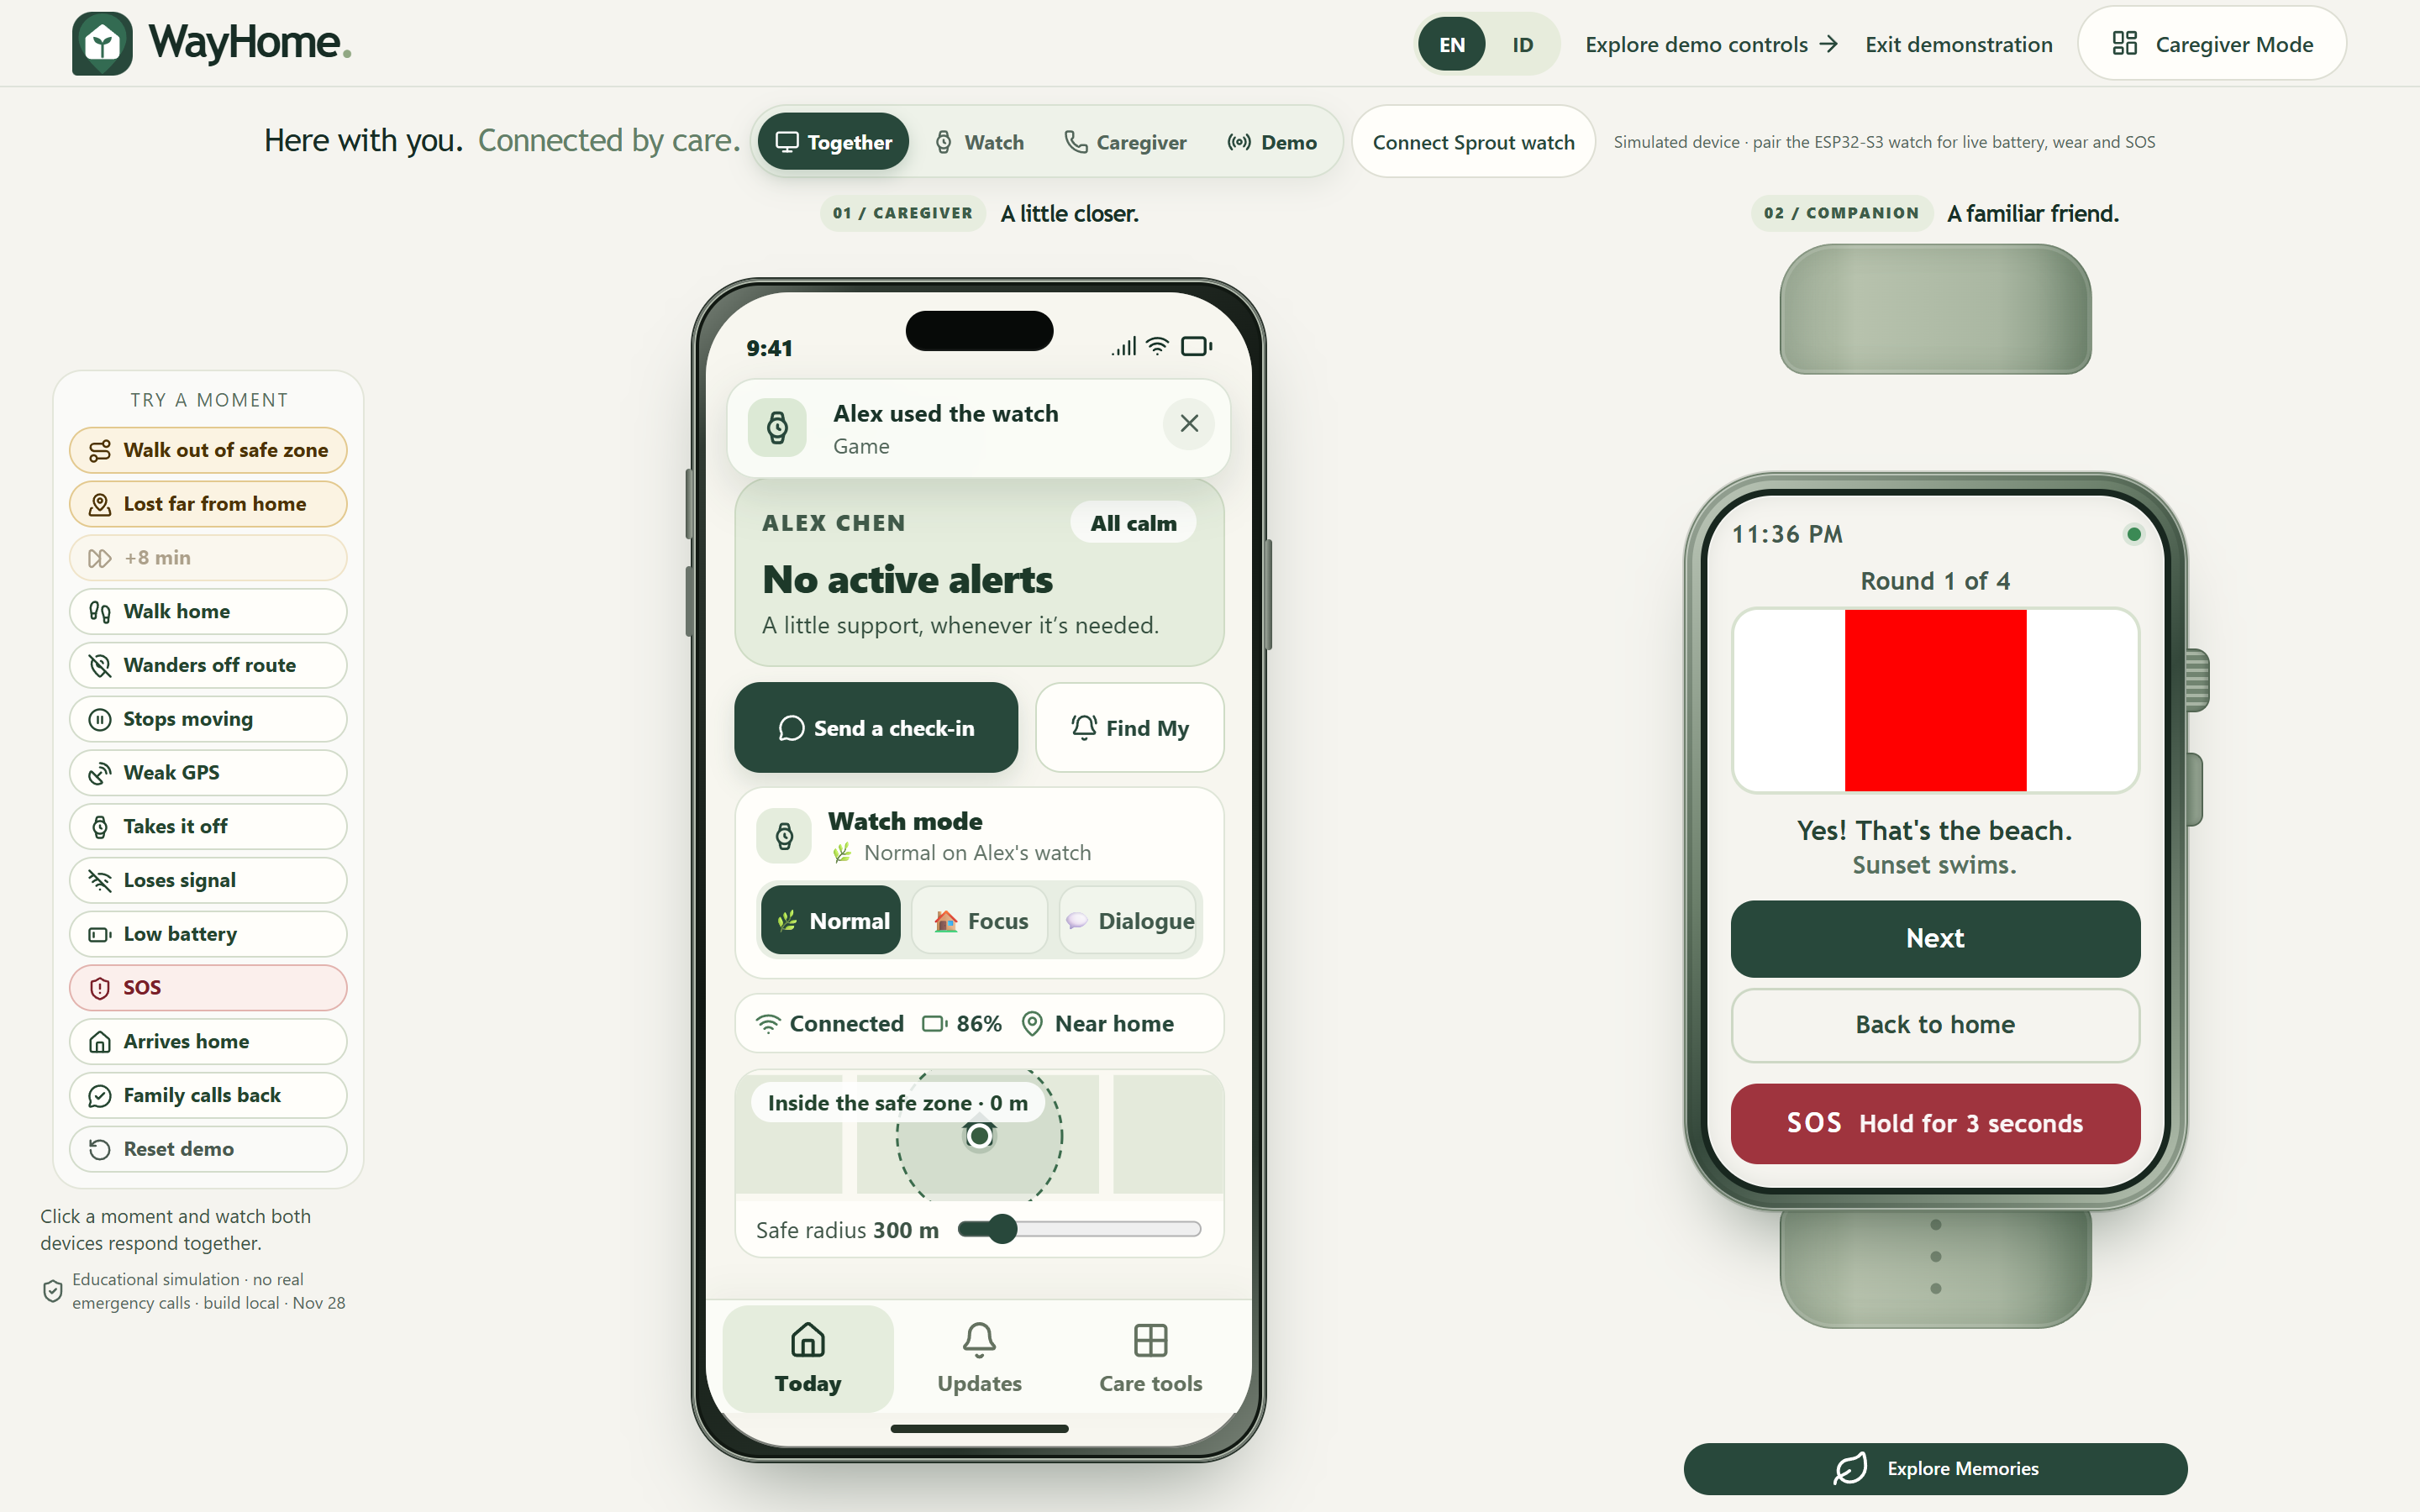 WayHome.
EN ID Explore demo controls → Exit demonstration Caregiver Mode
Here with you. Connected by care.
Together Watch Caregiver Demo
Connect Sprout watch
Simulated device · pair the ESP32-S3 watch for live battery, wear and SOS
01 / CAREGIVER A little closer.
02 / COMPANION A familiar friend.
TRY A MOMENT
Walk out of safe zone
Lost far from home
+8 min
Walk home
Wanders off route
Stops moving
Weak GPS
Takes it off
Loses signal
Low battery
SOS
Arrives home
Family calls back
Reset demo
Click a moment and watch both
devices respond together.
Educational simulation · no real
emergency calls · build local · Nov 28
9:41
Alex used the watch
Game
ALEX CHEN All calm
No active alerts
A little support, whenever it’s needed.
Send a check-in Find My
Watch mode
Normal on Alex's watch
Normal Focus Dialogue
Connected 86% Near home
Inside the safe zone · 0 m
Safe radius 300 m
Today Updates Care tools
11:36 PM
Round 1 of 4
Yes! That's the beach.
Sunset swims.
Next
Back to home
SOS Hold for 3 seconds
Explore Memories